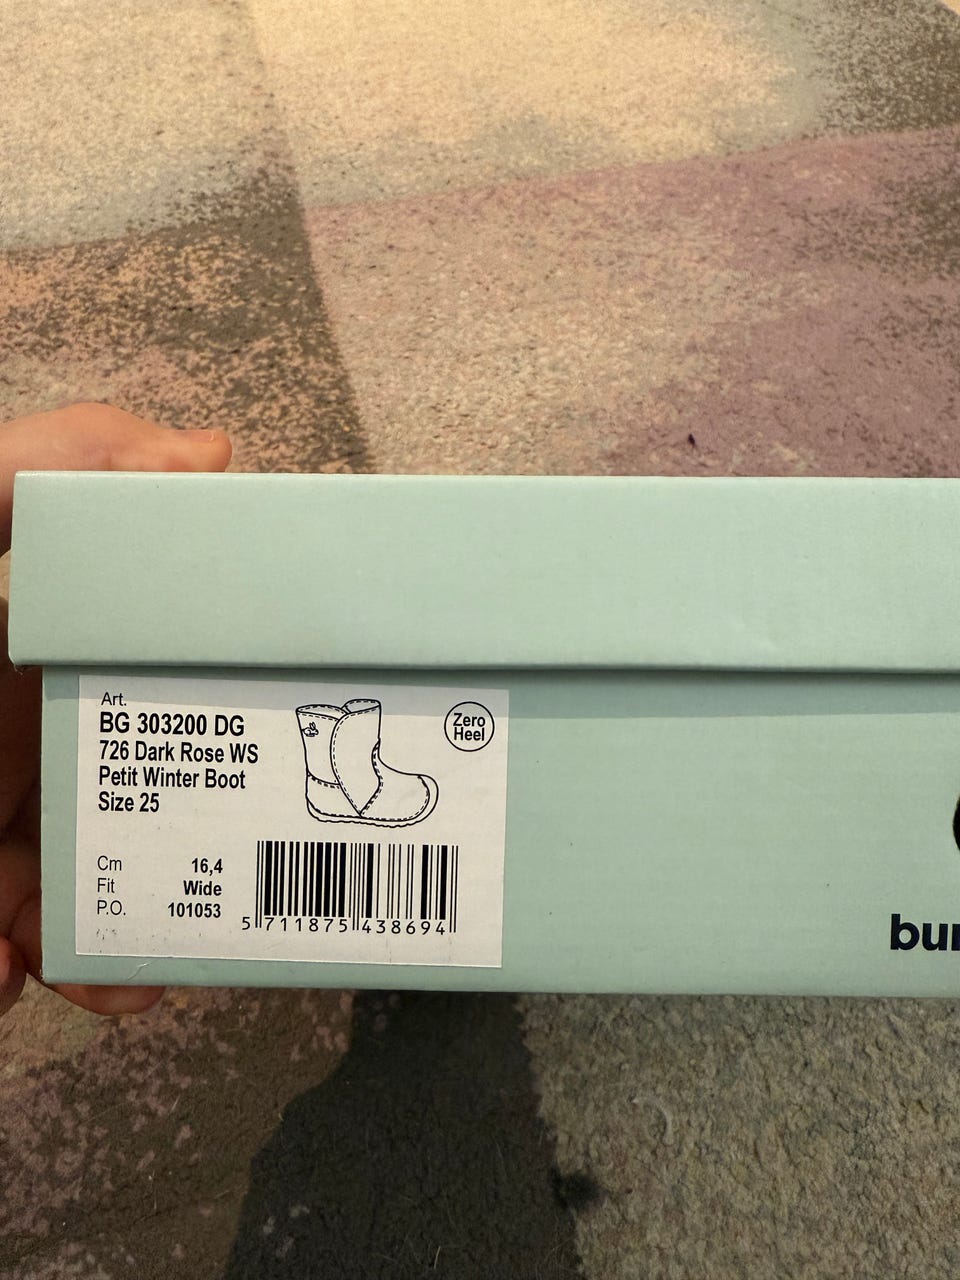 Art.
BG 303200 DG
726 Dark Rose WS
Petit Winter Boot
Size 25
Zero
Heel
Cm 16,4
Fit Wide
P.O. 101053
5 711875 438694
bu